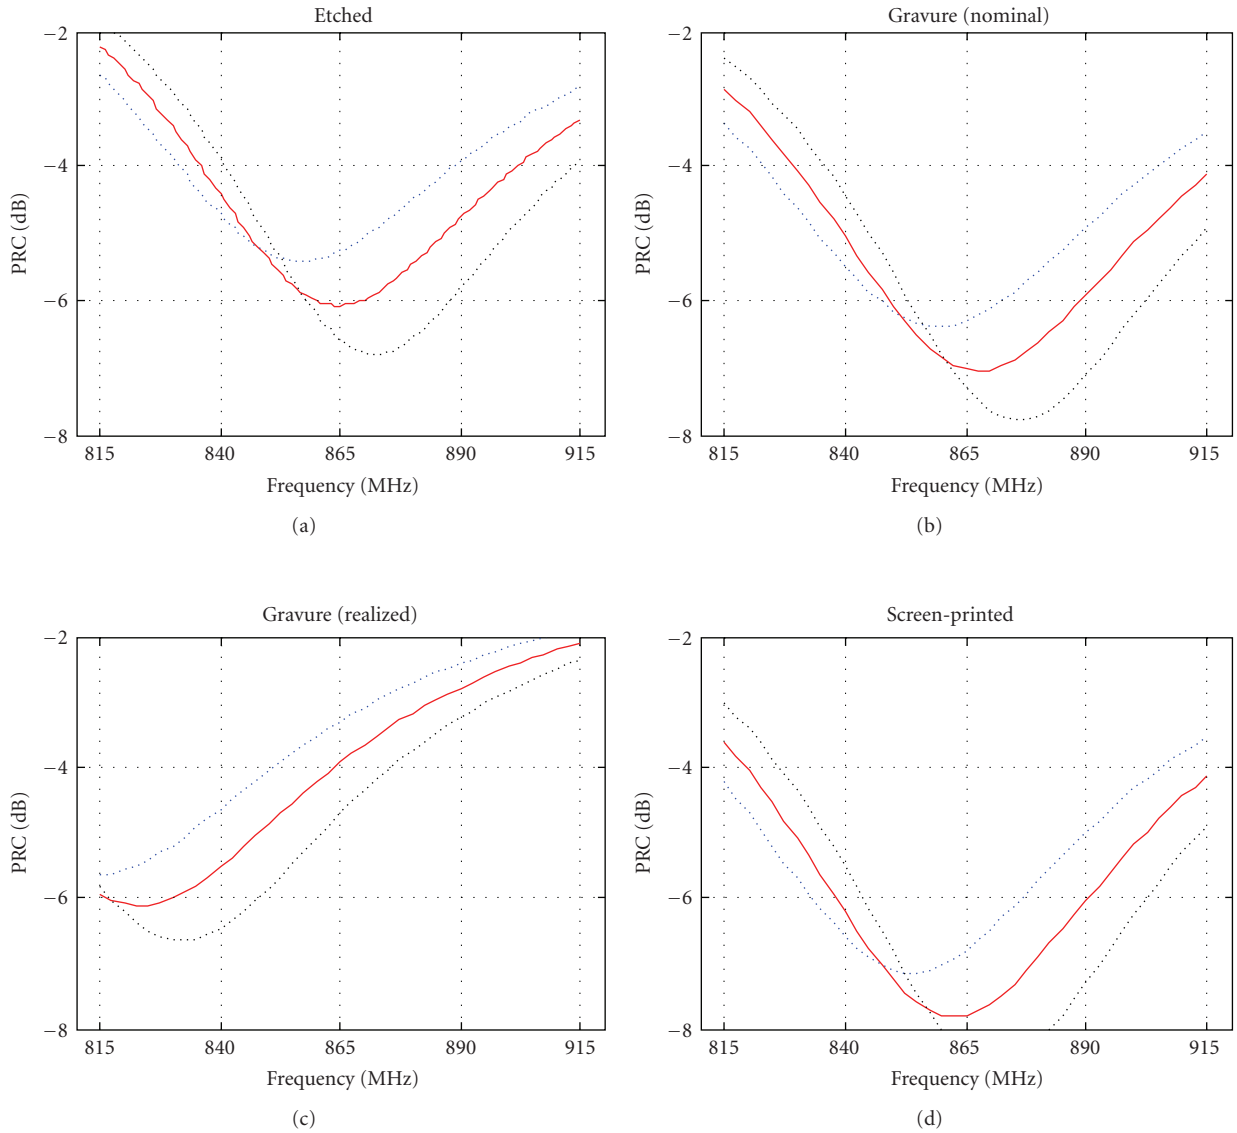 Etched
−2
−4
−6
−8
PRC (dB)
815 840 865 890 915
Frequency (MHz)
(a)
Gravure (nominal)
−2
−4
−6
−8
PRC (dB)
815 840 865 890 915
Frequency (MHz)
(b)
Gravure (realized)
−2
−4
−6
−8
PRC (dB)
815 840 865 890 915
Frequency (MHz)
(c)
Screen-printed
−2
−4
−6
−8
PRC (dB)
815 840 865 890 915
Frequency (MHz)
(d)